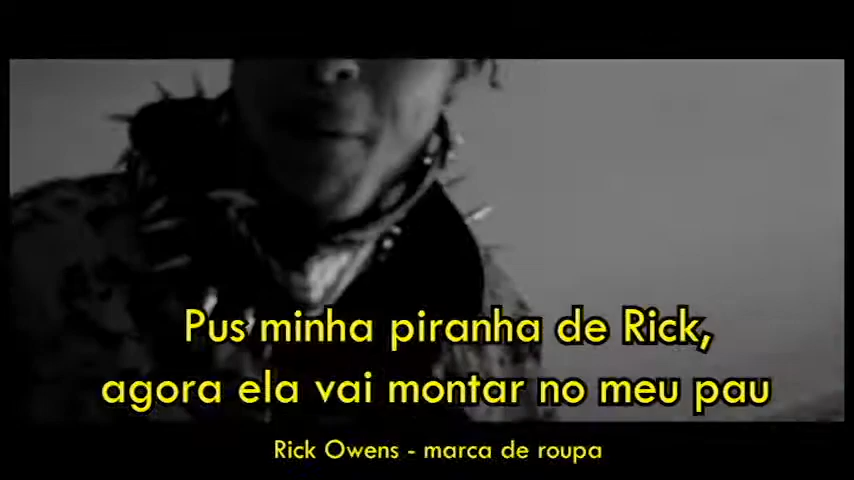 Pus minha piranha de Rick,
agora ela vai montar no meu pau
Rick Owens - marca de roupa